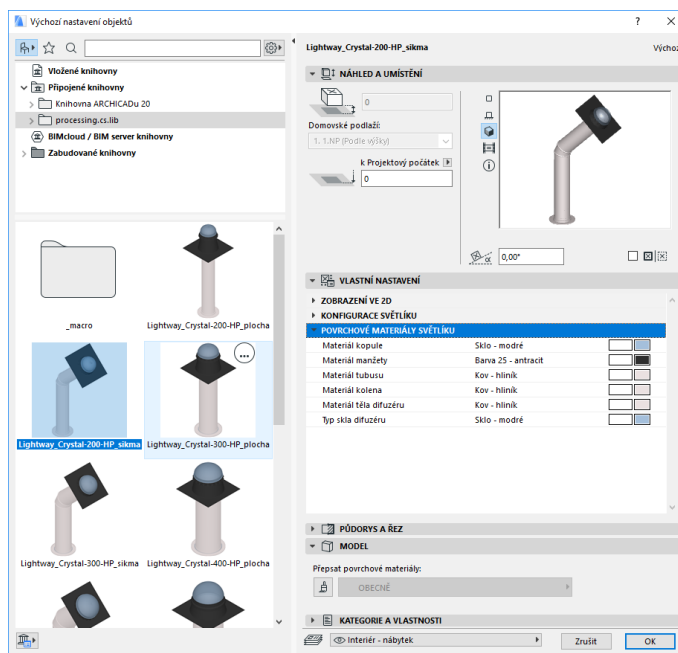 Výchozí nastavení objektů
? ×
Vložené knihovny
Připojené knihovny
Knihovna ARCHICADu 20
processing.cs.lib
BIMcloud / BIM server knihovny
Zabudované knihovny
_macro
Lightway_Crystal-200-HP_plocha
Lightway_Crystal-200-HP_sikma
Lightway_Crystal-300-HP_plocha
Lightway_Crystal-300-HP_sikma
Lightway_Crystal-400-HP_plocha
Lightway_Crystal-200-HP_sikma
Výchoz
NÁHLED A UMÍSTĚNÍ
0
Domovské podlaží:
1. 1.NP (Podle výšky)
k Projektový počátek
0
α 0,00°
VLASTNÍ NASTAVENÍ
ZOBRAZENÍ VE 2D
KONFIGURACE SVĚTLÍKU
POVRCHOVÉ MATERIÁLY SVĚTLÍKU
Materiál kopule Sklo - modré
Materiál manžety Barva 25 - antracit
Materiál tubusu Kov - hliník
Materiál kolena Kov - hliník
Materiál těla difuzéru Kov - hliník
Typ skla difuzéru Sklo - modré
PŮDORYS A ŘEZ
MODEL
Přepsat povrchové materiály:
OBECNÉ
KATEGORIE A VLASTNOSTI
Interiér - nábytek
Zrušit
OK